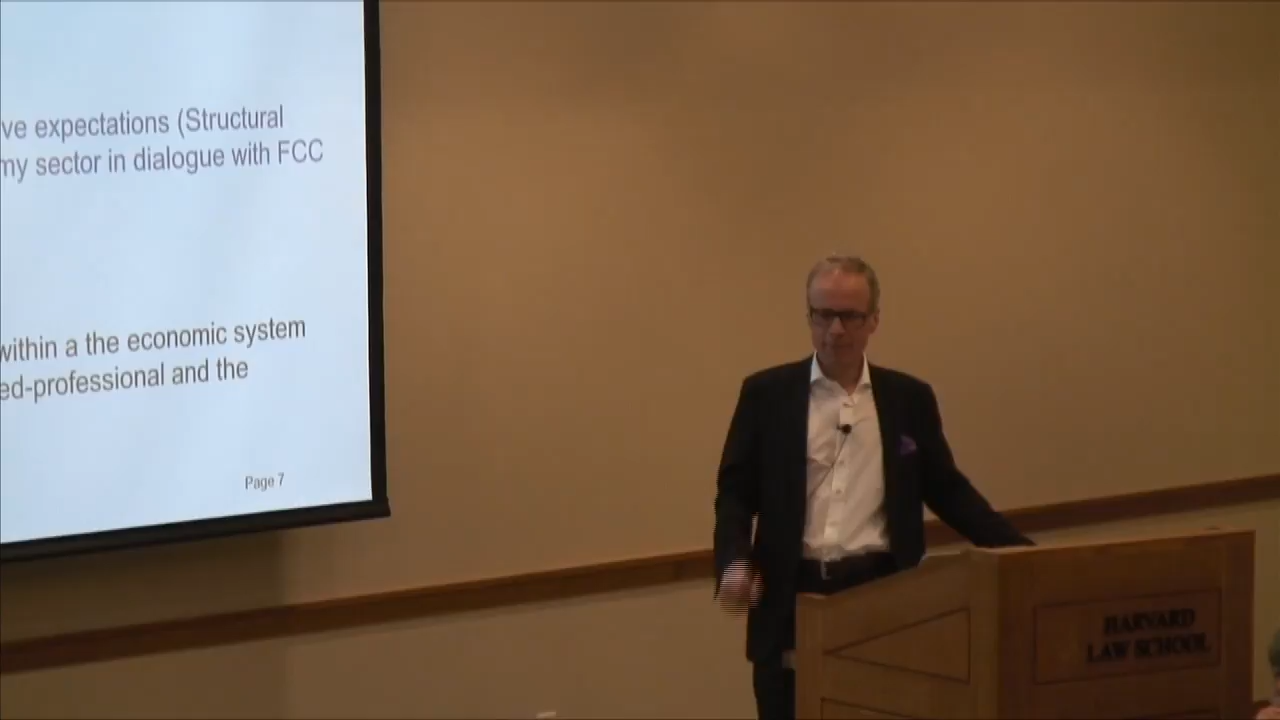 ve expectations (Structural
my sector in dialogue with FCC
within a the economic system
ed-professional and the
Page 7
HARVARD
LAW SCHOOL